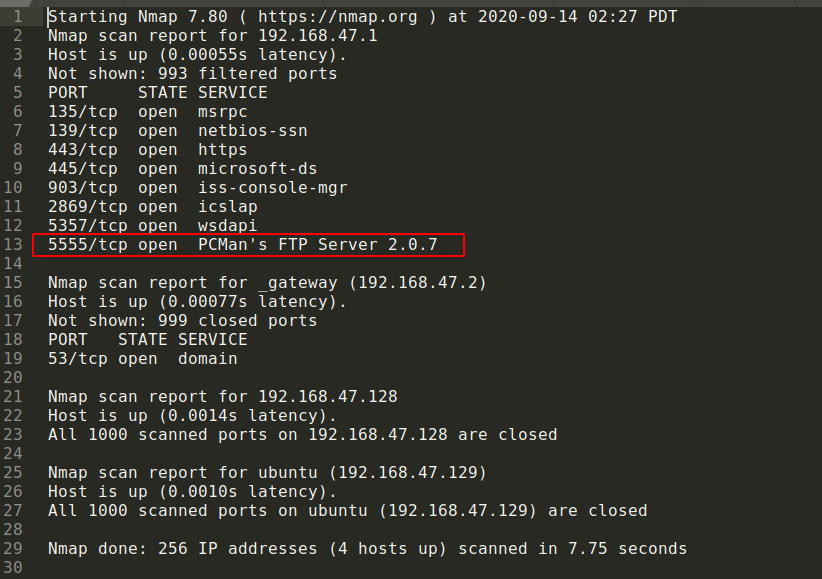 1 Starting Nmap 7.80 ( https://nmap.org ) at 2020-09-14 02:27 PDT
2 Nmap scan report for 192.168.47.1
3 Host is up (0.00055s latency).
4 Not shown: 993 filtered ports
5 PORT     STATE SERVICE
6 135/tcp  open  msrpc
7 139/tcp  open  netbios-ssn
8 443/tcp  open  https
9 445/tcp  open  microsoft-ds
10 903/tcp  open  iss-console-mgr
11 2869/tcp open  icslap
12 5357/tcp open  wsdapi
13 5555/tcp open  PCMan's FTP Server 2.0.7
14
15 Nmap scan report for _gateway (192.168.47.2)
16 Host is up (0.00077s latency).
17 Not shown: 999 closed ports
18 PORT   STATE SERVICE
19 53/tcp open  domain
20
21 Nmap scan report for 192.168.47.128
22 Host is up (0.0014s latency).
23 All 1000 scanned ports on 192.168.47.128 are closed
24
25 Nmap scan report for ubuntu (192.168.47.129)
26 Host is up (0.0010s latency).
27 All 1000 scanned ports on ubuntu (192.168.47.129) are closed
28
29 Nmap done: 256 IP addresses (4 hosts up) scanned in 7.75 seconds
30